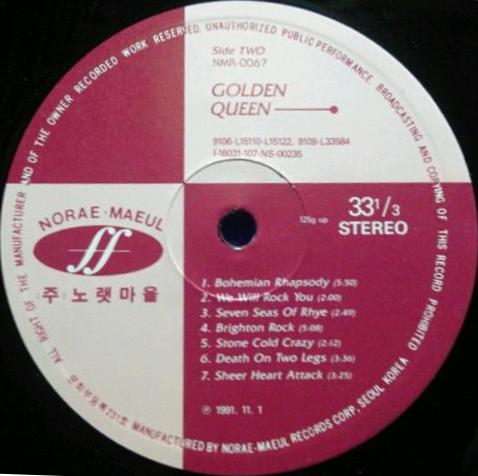 ALL RIGHT OF THE MANUFACTURER AND OF THE OWNER RECORDED WORK RESERVED. UNAUTHORIZED PUBLIC PERFORMANCE. BROADCASTING AND COPYING OF THIS RECORD PROHIBITED
Side TWO
NMR-0067
GOLDEN
QUEEN
9106-L15110-L15122, 9109-L33584
I-16031-107-NS-00235
NORAE-MAEUL
ff
(주)노랫마을
125g up
33 1/3
STEREO
1. Bohemian Rhapsody (5:50)
2. We Will Rock You (2:00)
3. Seven Seas Of Rhye (2:49)
4. Brighton Rock (5:08)
5. Stone Cold Crazy (2:12)
6. Death On Two Legs (3:36)
7. Sheer Heart Attack (3:25)
℗ 1991. 11. 1
MANUFACTURED BY NORAE-MAEUL RECORDS CORP, SEOUL KOREA